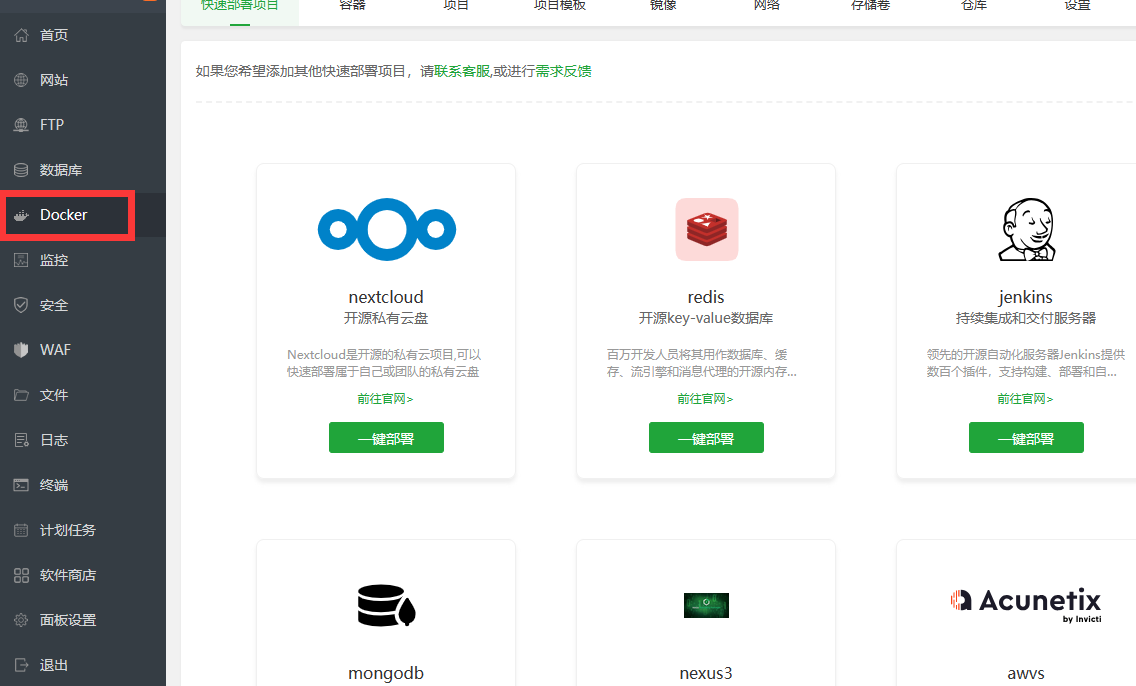 快速部署项目
容器
项目
项目模板
镜像
网络
存储卷
仓库
设置
首页
网站
FTP
数据库
Docker
监控
安全
WAF
文件
日志
终端
计划任务
软件商店
面板设置
退出
如果您希望添加其他快速部署项目，请联系客服,或进行需求反馈
nextcloud
开源私有云盘
Nextcloud是开源的私有云项目,可以
快速部署属于自己或团队的私有云盘
前往官网>
一键部署
redis
开源key-value数据库
百万开发人员将其用作数据库、缓
存、流引擎和消息代理的开源内存...
前往官网>
一键部署
jenkins
持续集成和交付服务器
领先的开源自动化服务器Jenkins提供
数百个插件，支持构建、部署和自...
前往官网>
一键部署
mongodb
nexus3
Acunetix
by Invicti
awvs